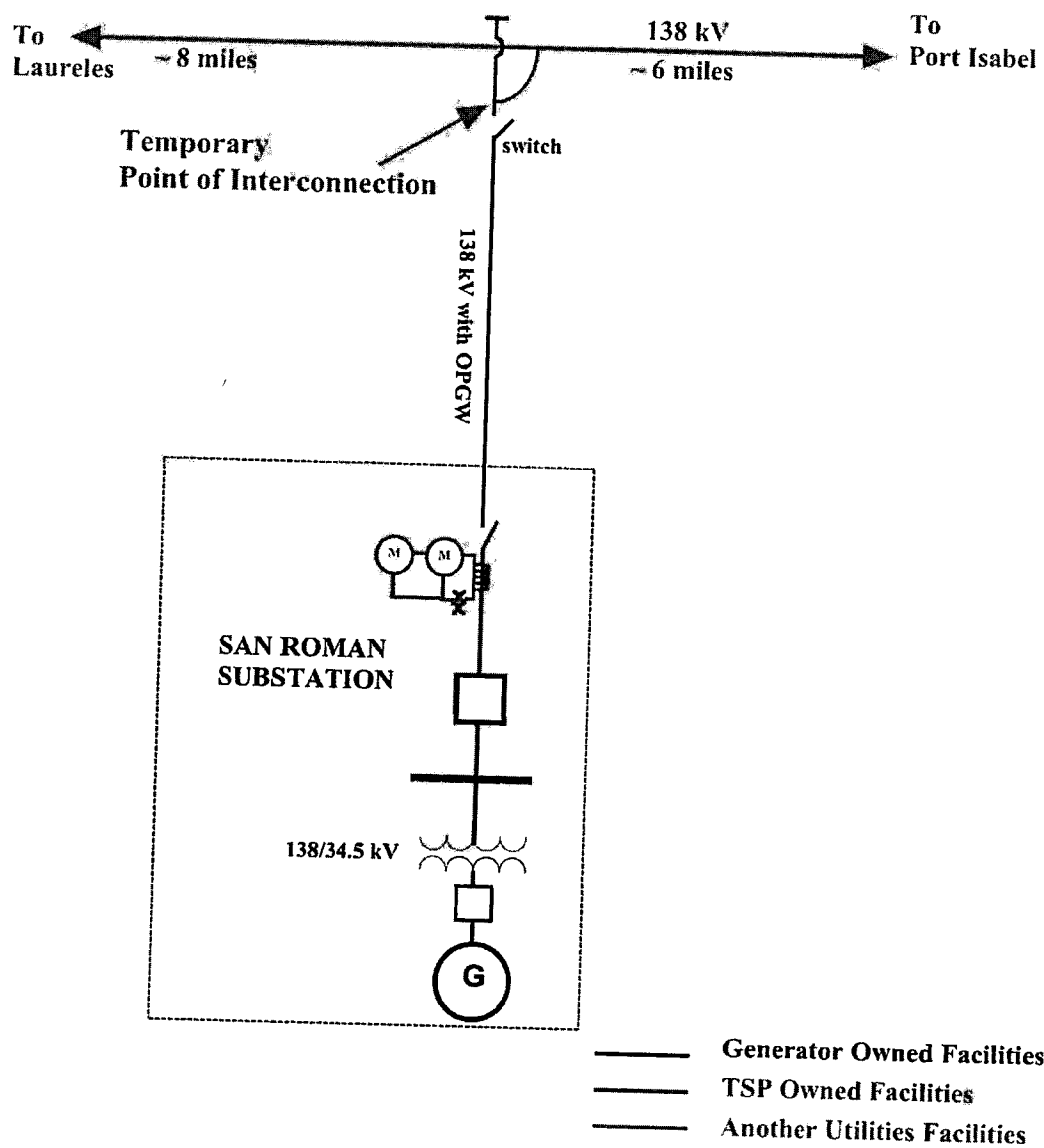 To
Laureles
~ 8 miles
138 kV
~ 6 miles
To
Port Isabel
Temporary
Point of Interconnection
switch
138 kV with OPGW
M
M
SAN ROMAN
SUBSTATION
138/34.5 kV
G
Generator Owned Facilities
TSP Owned Facilities
Another Utilities Facilities